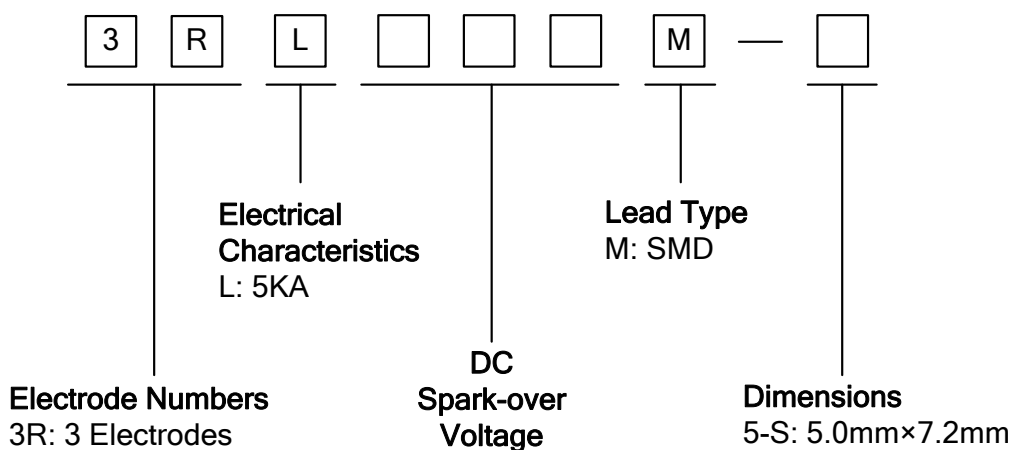 3 R L M —
Electrical
Characteristics
L: 5KA
Lead Type
M: SMD
DC
Spark-over
Voltage
Electrode Numbers
3R: 3 Electrodes
Dimensions
5-S: 5.0mm×7.2mm